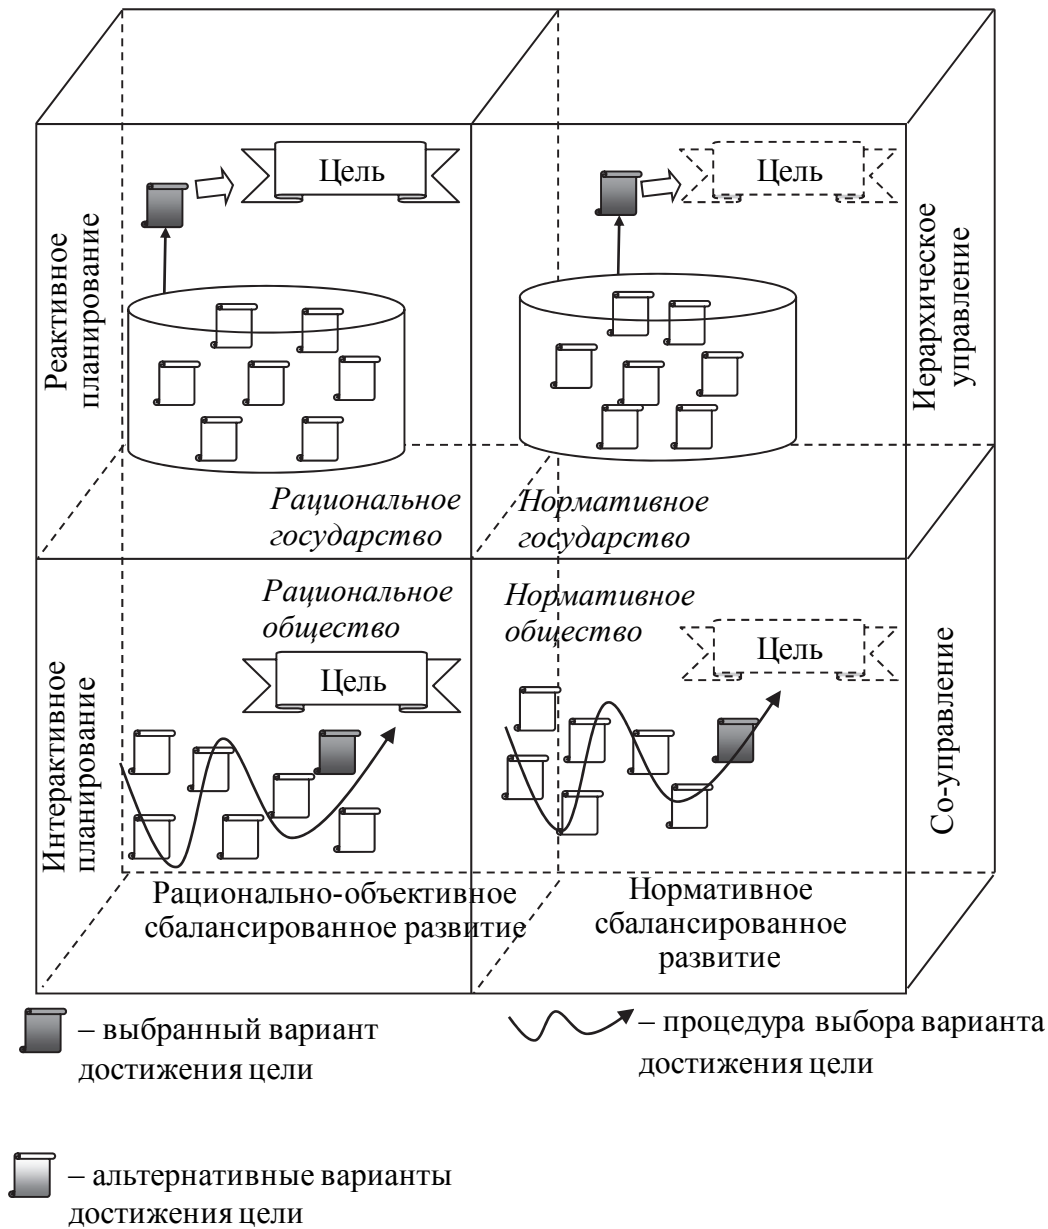 Цель
Цель
Реактивное
планирование
Иерархическое
управление
Рациональное
государство
Нормативное
государство
Рациональное
общество
Нормативное
общество
Цель
Цель
Интерактивное
планирование
Со-управление
Рационально-объективное
сбалансированное развитие
Нормативное
сбалансированное
развитие
– выбранный вариант
достижения цели
– процедура выбора варианта
достижения цели
– альтернативные варианты
достижения цели